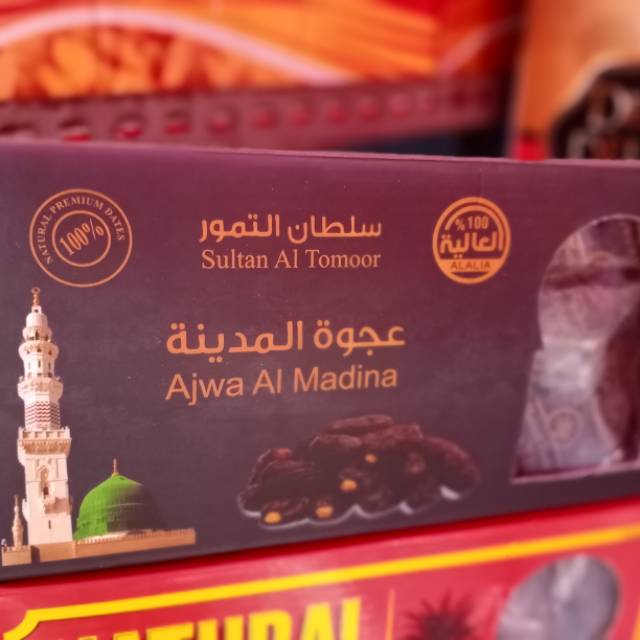 NATURAL PREMIUM DATES
100%
سلطان التمور
Sultan Al Tomoor
% 100
العالية
ALALIA
عجوة المدينة
Ajwa Al Madina
NATURAL